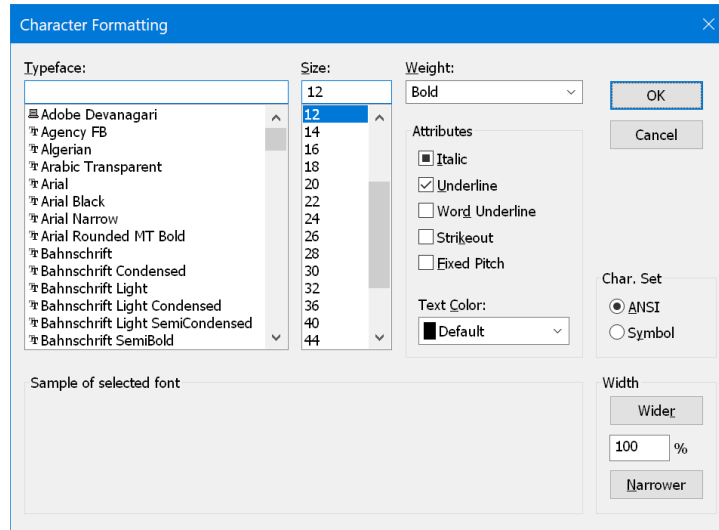 Character Formatting
Typeface:
Size:
Weight:
12
Bold
OK
Adobe Devanagari
Agency FB
Algerian
Arabic Transparent
Arial
Arial Black
Arial Narrow
Arial Rounded MT Bold
Bahnschrift
Bahnschrift Condensed
Bahnschrift Light
Bahnschrift Light Condensed
Bahnschrift Light SemiCondensed
Bahnschrift SemiBold
12
14
16
18
20
22
24
26
28
30
32
36
40
44
Attributes
Italic
Underline
Word Underline
Strikeout
Fixed Pitch
Text Color:
Default
Cancel
Char. Set
ANSI
Symbol
Sample of selected font
Width
Wider
100 %
Narrower